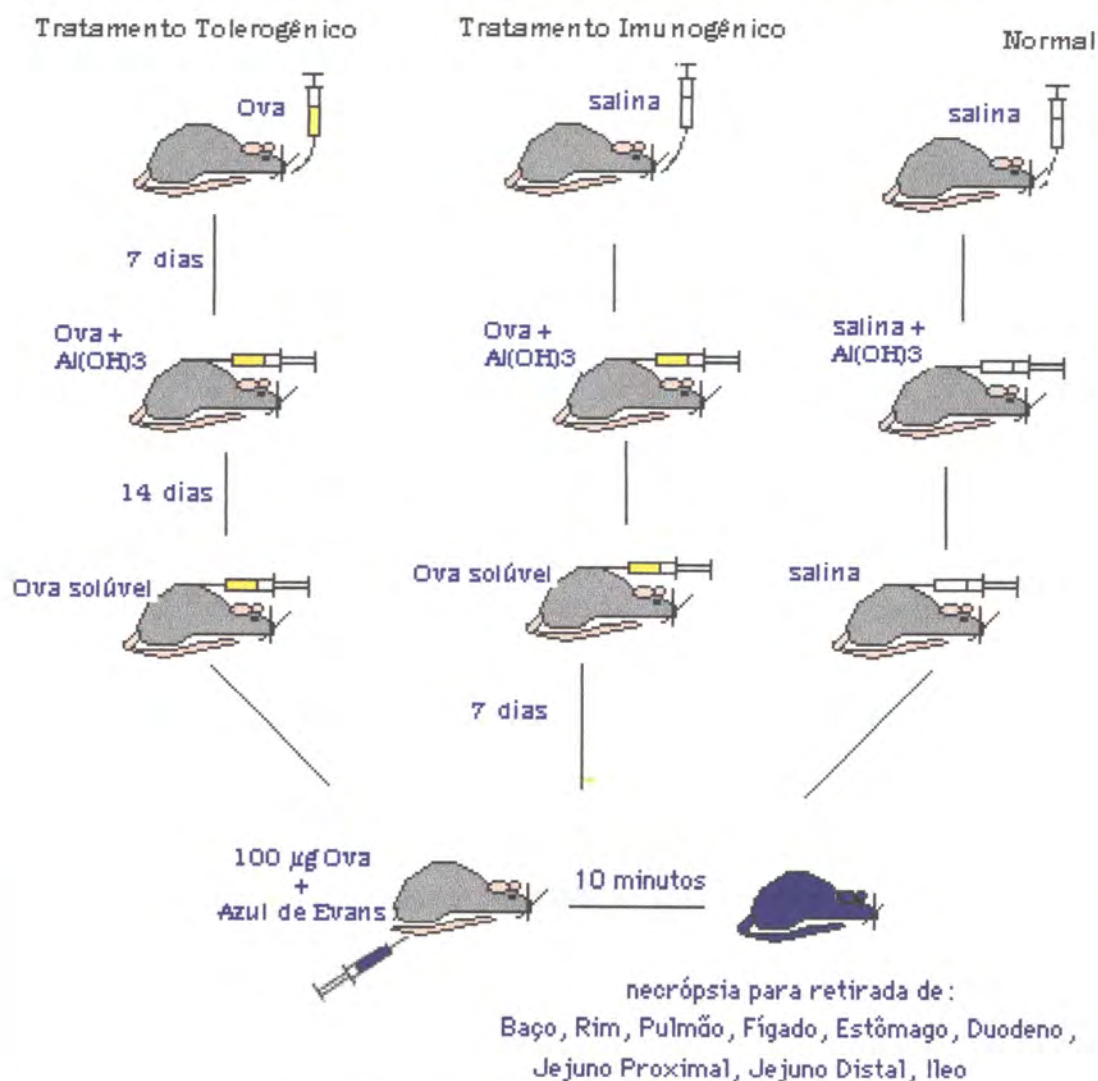 Tratamento Tolerogênico
Tratamento Imunogênico
Normal
Ova
salina
salina
7 dias
Ova +
Al(OH)3
Ova +
Al(OH)3
salina +
Al(OH)3
14 dias
Ova solúvel
Ova solúvel
salina
7 dias
100 µg Ova
+
Azul de Evans
10 minutos
necrópsia para retirada de:
Baço, Rim, Pulmão, Fígado, Estômago, Duodeno,
Jejuno Proximal, Jejuno Distal, Ileo